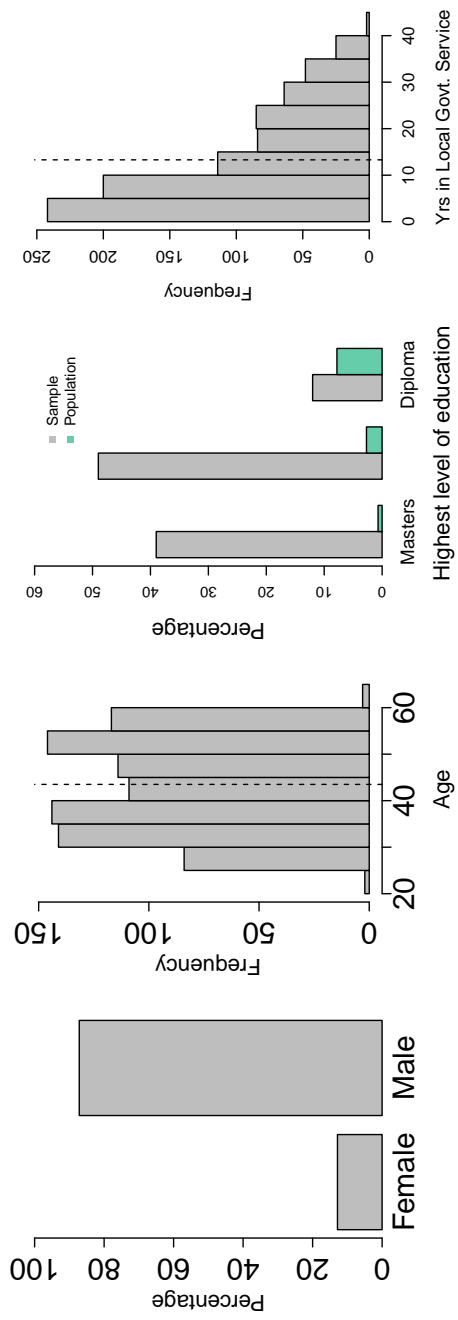 Percentage
0 20 40 60 80 100
Female Male
Frequency
0 50 100 150
20 40 60
Age
Percentage
0 10 20 30 40 50 60
Sample
Population
Masters Diploma
Highest level of education
Frequency
0 50 100 150 200 250
0 10 20 30 40
Yrs in Local Govt. Service